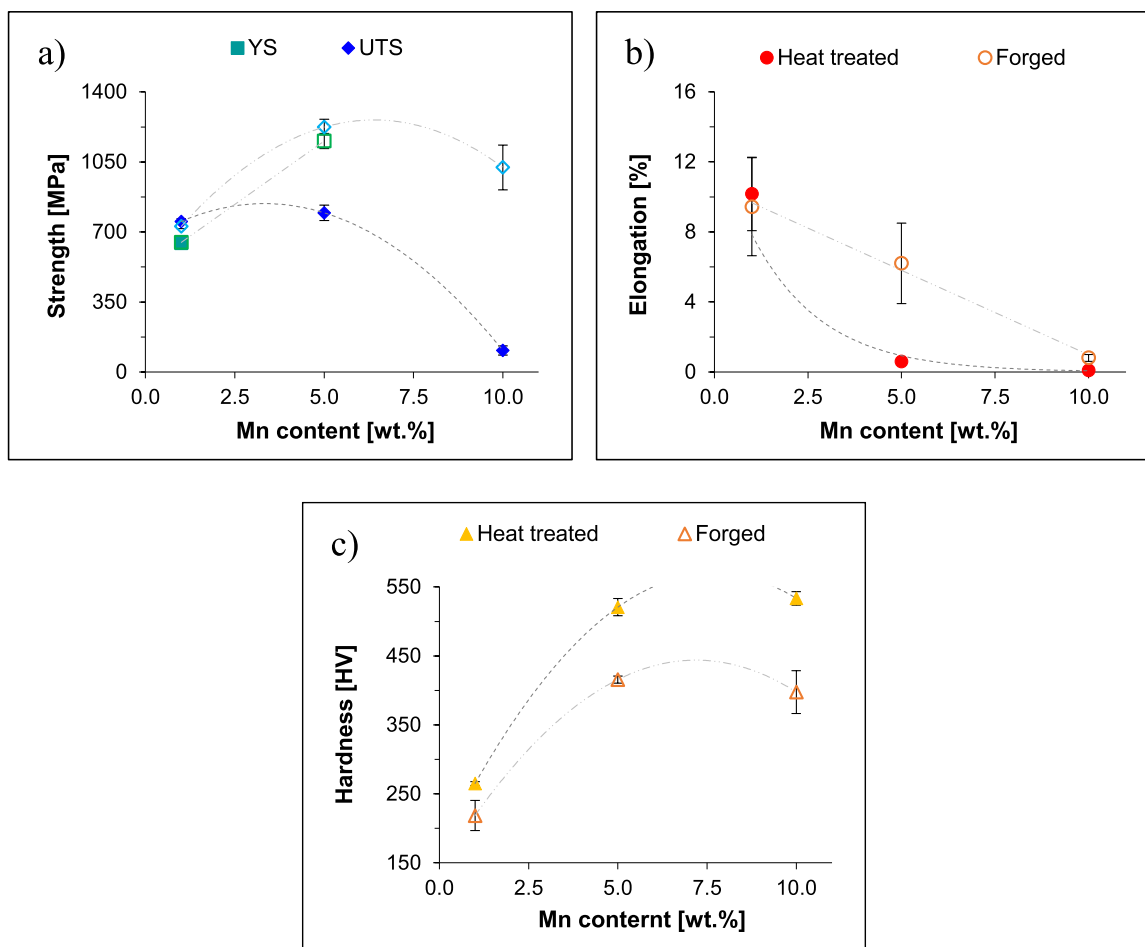 a)
YS UTS
1400
1050
700
350
0
0.0 2.5 5.0 7.5 10.0
Strength [MPa]
Mn content [wt.%]
b)
Heat treated Forged
16
12
8
4
0
0.0 2.5 5.0 7.5 10.0
Elongation [%]
Mn content [wt.%]
c)
Heat treated Forged
550
450
350
250
150
0.0 2.5 5.0 7.5 10.0
Hardness [HV]
Mn conternt [wt.%]